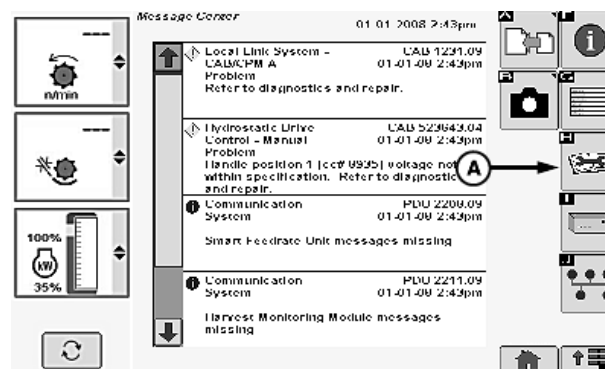 Message Center
01-01-2008 2:43pm
Local Link System -
CAB/CPM A
Problem
CAB 1231.09
01-01-08 2:43pm
Refer to diagnostics and repair.
Hydrostatic Drive
Control - Manual
Problem
CAB 523643.04
01-01-08 2:43pm
Handle position 1 [cct# 9935] voltage not
within specification. Refer to diagnostic
and repair.
Communication
System
PDU 2208.09
01-01-08 2:43pm
Smart Feedrate Unit messages missing
Communication
System
PDU 2211.09
01-01-08 2:43pm
Harvest Monitoring Module messages
missing
n/min
100%
kW
35%
A
F
G
H
I
J
A